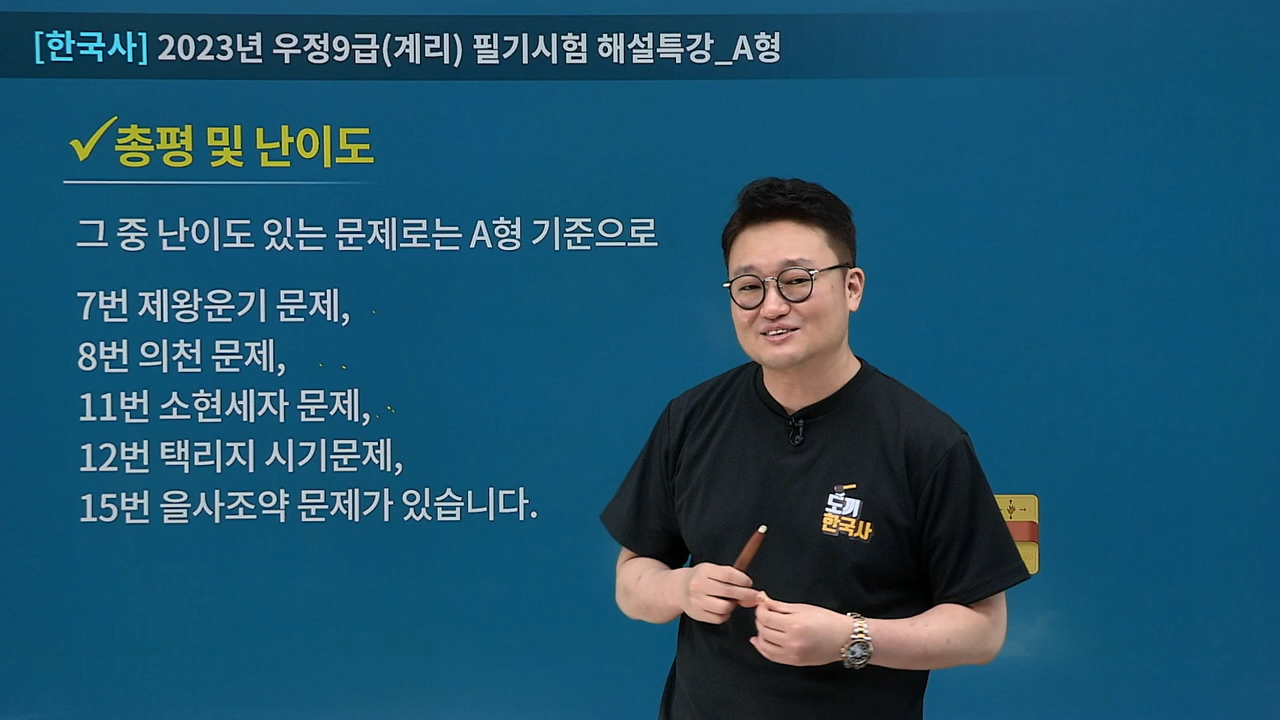 [한국사] 2023년 우정9급(계리) 필기시험 해설특강_A형
총평 및 난이도
그 중 난이도 있는 문제로는 A형 기준으로
7번 제왕운기 문제,
8번 의천 문제,
11번 소현세자 문제,
12번 택리지 시기문제,
15번 을사조약 문제가 있습니다.
도끼
한국사